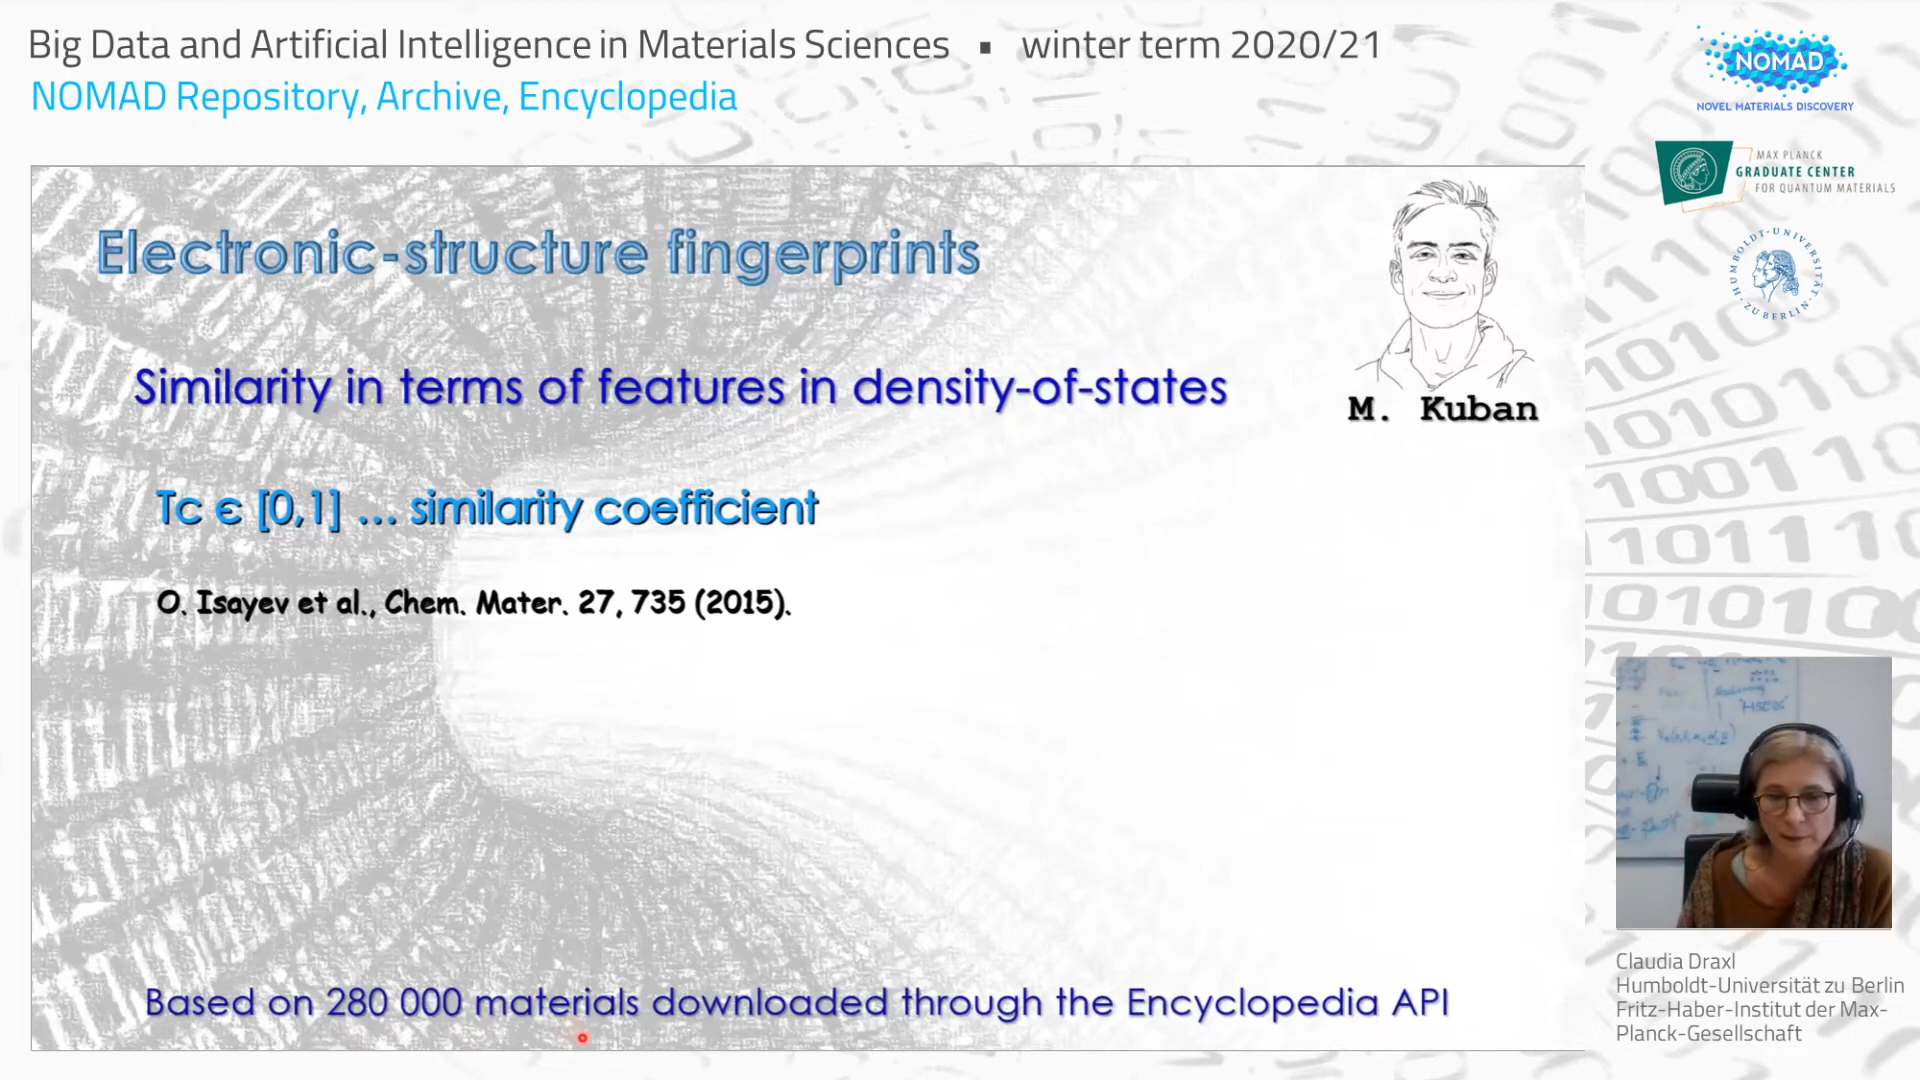 Big Data and Artificial Intelligence in Materials Sciences ▪ winter term 2020/21
NOMAD Repository, Archive, Encyclopedia
NOMAD
NOVEL MATERIALS DISCOVERY
MAX PLANCK
GRADUATE CENTER
FOR QUANTUM MATERIALS
HUMBOLDT-UNIVERSITÄT
ZU BERLIN
Electronic-structure fingerprints
Similarity in terms of features in density-of-states
M. Kuban
Tc ϵ [0,1] ... similarity coefficient
O. Isayev et al., Chem. Mater. 27, 735 (2015).
Based on 280 000 materials downloaded through the Encyclopedia API
Claudia Draxl
Humboldt-Universität zu Berlin
Fritz-Haber-Institut der Max-
Planck-Gesellschaft